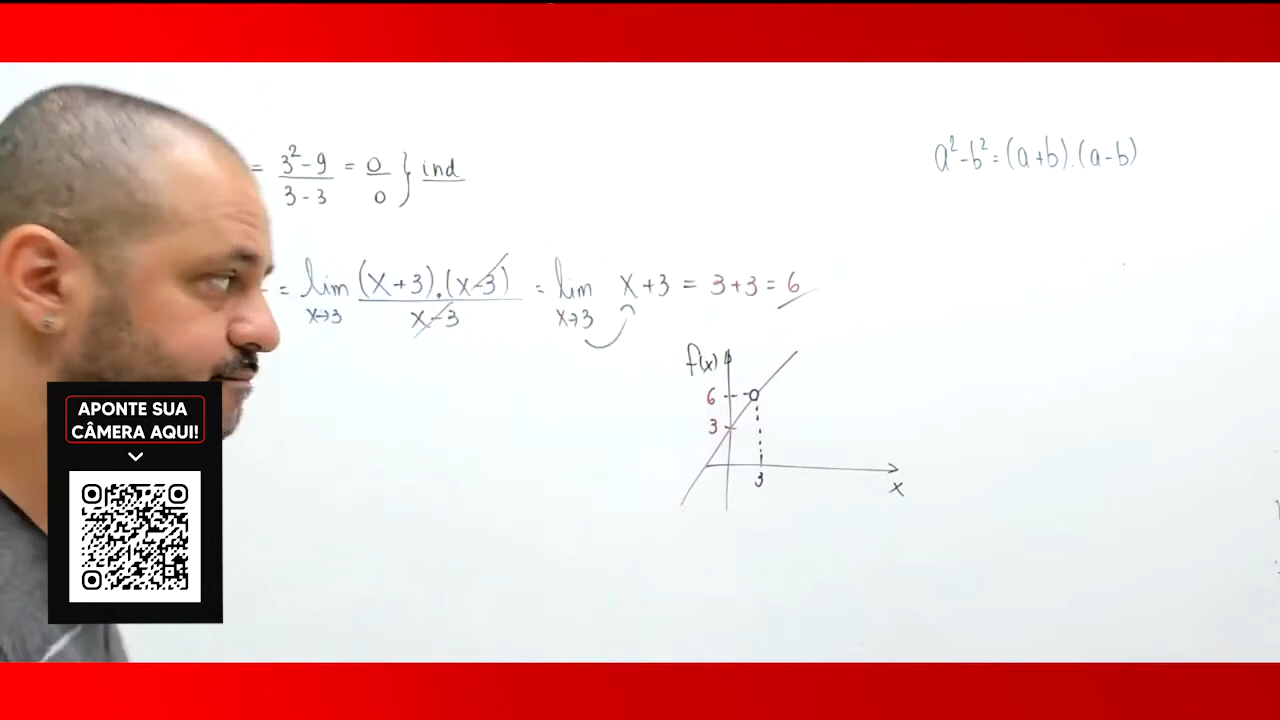 = 3²-9 / 3-3 = 0/0 } ind
a²-b²=(a+b).(a-b)
= lim x→3 (x+3).(x-3) / x-3 = lim x→3 x+3 = 3+3=6
f(x)
6
3
3
x
APONTE SUA
CÂMERA AQUI!